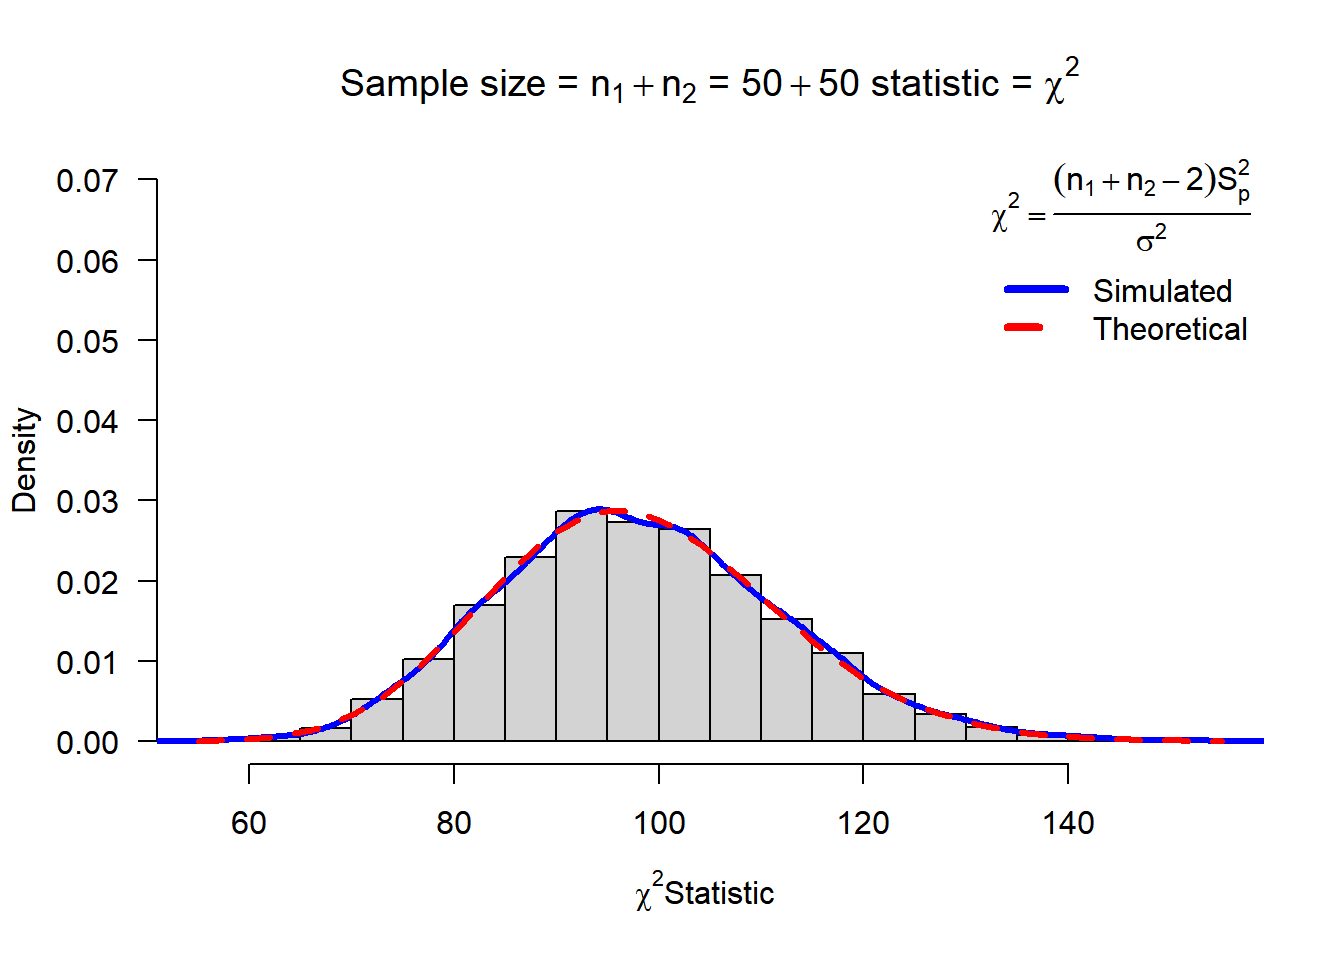 Sample size = n₁ + n₂ = 50 + 50 statistic = χ²
χ² = (n₁ + n₂ − 2)S²ₚ / σ²
Simulated
Theoretical
0.07
0.06
0.05
0.04
0.03
0.02
0.01
0.00
Density
60 80 100 120 140
χ²Statistic